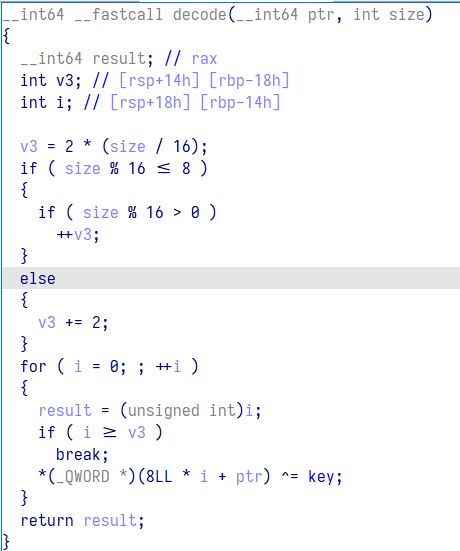 __int64 __fastcall decode(__int64 ptr, int size)
{
  __int64 result; // rax
  int v3; // [rsp+14h] [rbp-18h]
  int i; // [rsp+18h] [rbp-14h]

  v3 = 2 * (size / 16);
  if ( size % 16 ≤ 8 )
  {
    if ( size % 16 > 0 )
      ++v3;
  }
  else
  {
    v3 += 2;
  }
  for ( i = 0; ; ++i )
  {
    result = (unsigned int)i;
    if ( i ≥ v3 )
      break;
    *(_QWORD *)(8LL * i + ptr) ^= key;
  }
  return result;
}